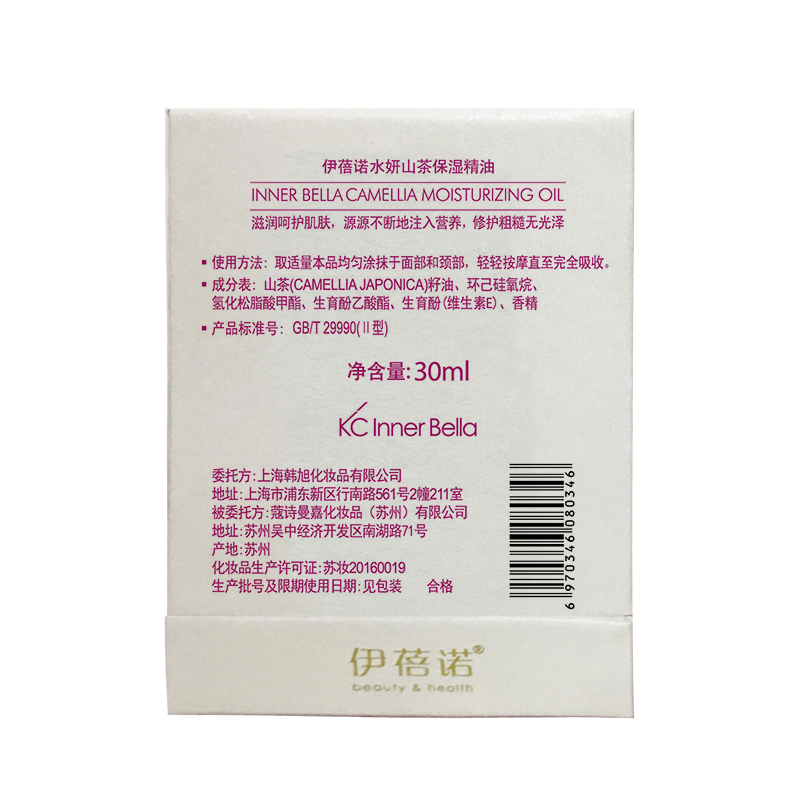 伊蓓诺水妍山茶保湿精油
INNER BELLA CAMELLIA MOISTURIZING OIL
滋润呵护肌肤，源源不断地注入营养，修护粗糙无光泽
▪ 使用方法：取适量本品均匀涂抹于面部和颈部，轻轻按摩直至完全吸收。
▪ 成分表：山茶(CAMELLIA JAPONICA)籽油、环己硅氧烷、
氢化松脂酸甲酯、生育酚乙酸酯、生育酚(维生素E)、香精
▪ 产品标准号：GB/T 29990(Ⅱ型)
净含量:30ml
KC Inner Bella
委托方:上海韩旭化妆品有限公司
地址:上海市浦东新区行南路561号2幢211室
被委托方:蔻诗曼嘉化妆品（苏州）有限公司
地址:苏州吴中经济开发区南湖路71号
产地:苏州
化妆品生产许可证:苏妆20160019
生产批号及限期使用日期:见包装 合格
6 970346 080346
伊蓓诺®
beauty & health